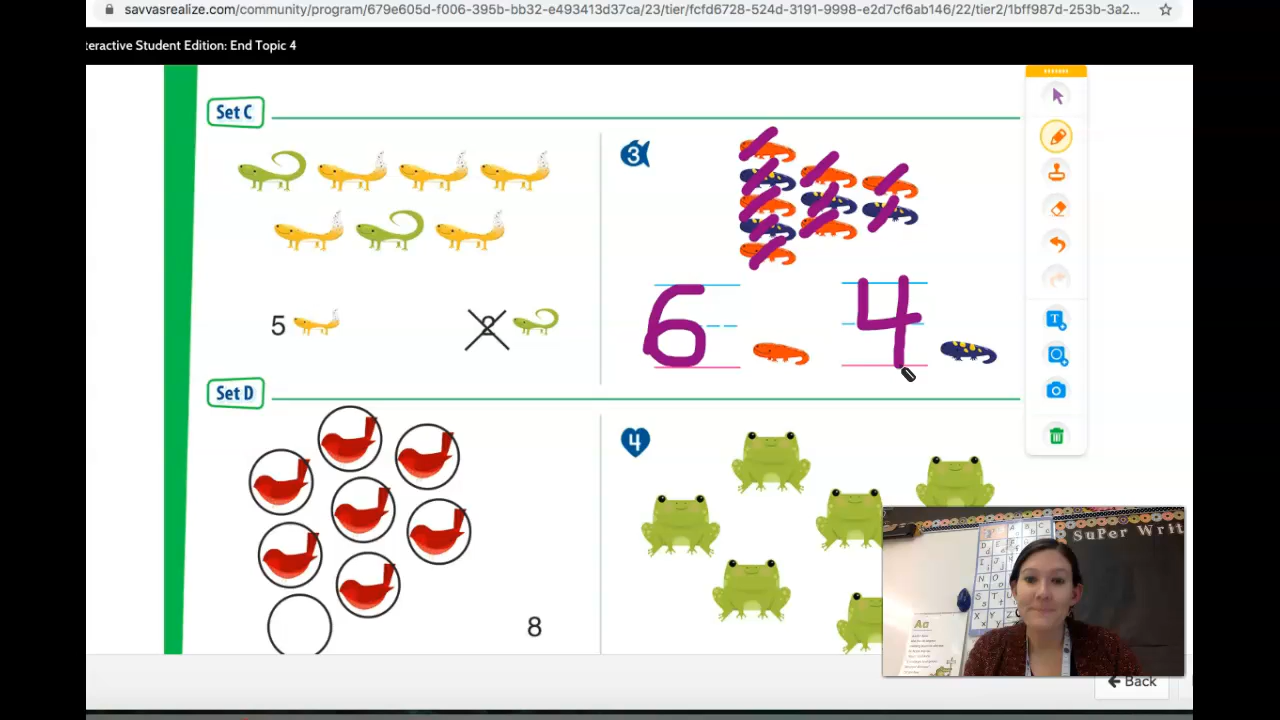 savvasrealize.com/community/program/679e605d-f006-395b-bb32-e493413d37ca/23/tier/fcfd6728-524d-3191-9998-e2d7cf6ab146/22/tier2/1bff987d-253b-3a2...
teractive Student Edition: End Topic 4
Set C
3
5
2
6
4
Set D
4
8
SuPer Writ
Aa
Back